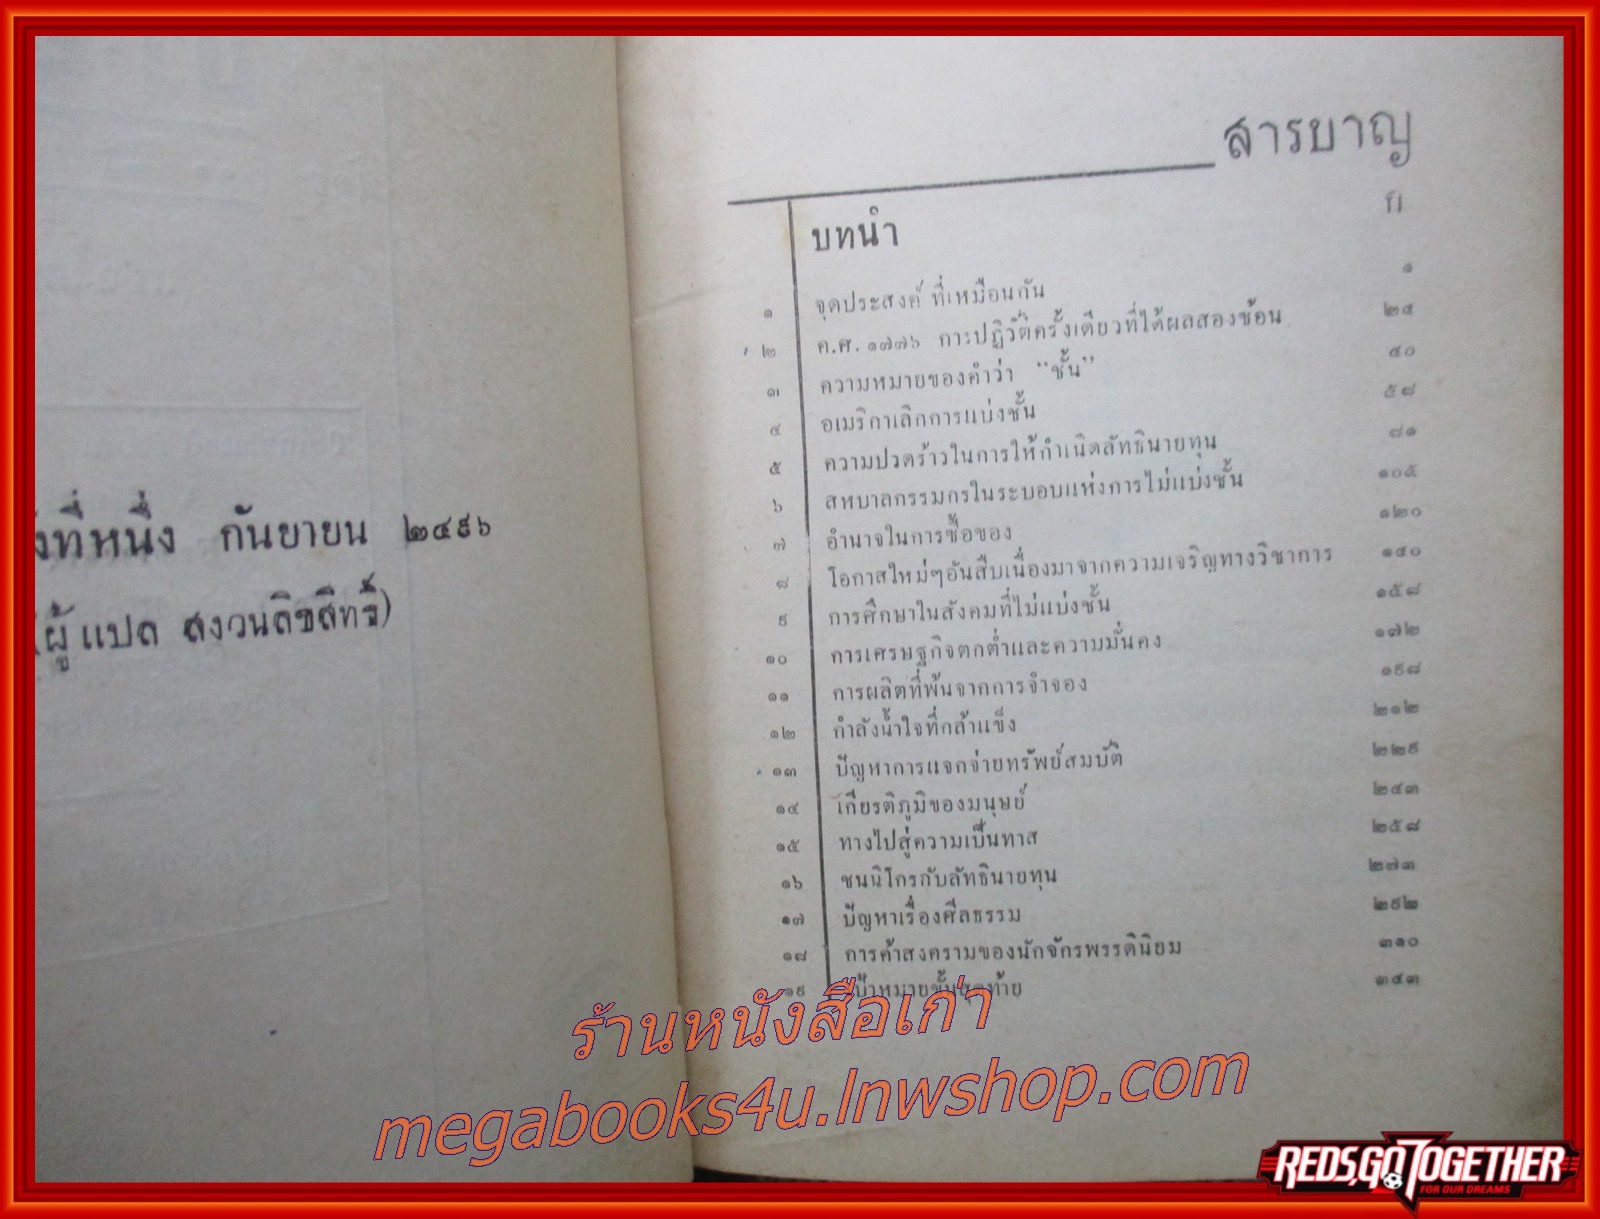 งที่หนึ่ง กันยายน ๒๔๙๖
(ผู้แปล สงวนลิขสิทธิ์)
สารบาญ
บทนำ ก
๑ จุดประสงค์ ที่เหมือนกัน ๑
๒ ค.ศ. ๑๗๗๖ การปฏิวัติครั้งเดียวที่ได้ผลสองซ้อน ๒๔
๓ ความหมายของคำว่า "ชั้น" ๔๐
๔ อเมริกาเลิกการแบ่งชั้น ๕๘
๕ ความปวดร้าวในการให้กำเนิดลัทธินายทุน ๘๑
๖ สหบาลกรรมกรในระบอบแห่งการไม่แบ่งชั้น ๑๐๕
๗ อำนาจในการซื้อของ ๑๒๐
๘ โอกาสใหม่ๆอันสืบเนื่องมาจากความเจริญทางวิชาการ ๑๔๐
๙ การศึกษาในสังคมที่ไม่แบ่งชั้น ๑๕๘
๑๐ การเศรษฐกิจตกต่ำและความมั่นคง ๑๗๒
๑๑ การผลิตที่พ้นจากการจำจอง ๑๙๘
๑๒ กำลังน้ำใจที่กล้าแข็ง ๒๑๒
๑๓ ปัญหาการแจกจ่ายทรัพย์สมบัติ ๒๒๙
๑๔ เกียรติภูมิของมนุษย์ ๒๔๓
๑๕ ทางไปสู่ความเป็นทาส ๒๕๘
๑๖ ชนนิโกรกับลัทธินายทุน ๒๗๓
๑๗ ปัญหาเรื่องศีลธรรม ๒๙๒
๑๘ การค้าสงครามของนักจักรพรรดินิยม ๓๑๐
๑๙ เป้าหมายขั้นสุดท้าย ๓๔๓
ร้านหนังสือเก่า
megabooks4u.lnwshop.com
REDS,GO TOGETHER
FOR OUR DREAMS